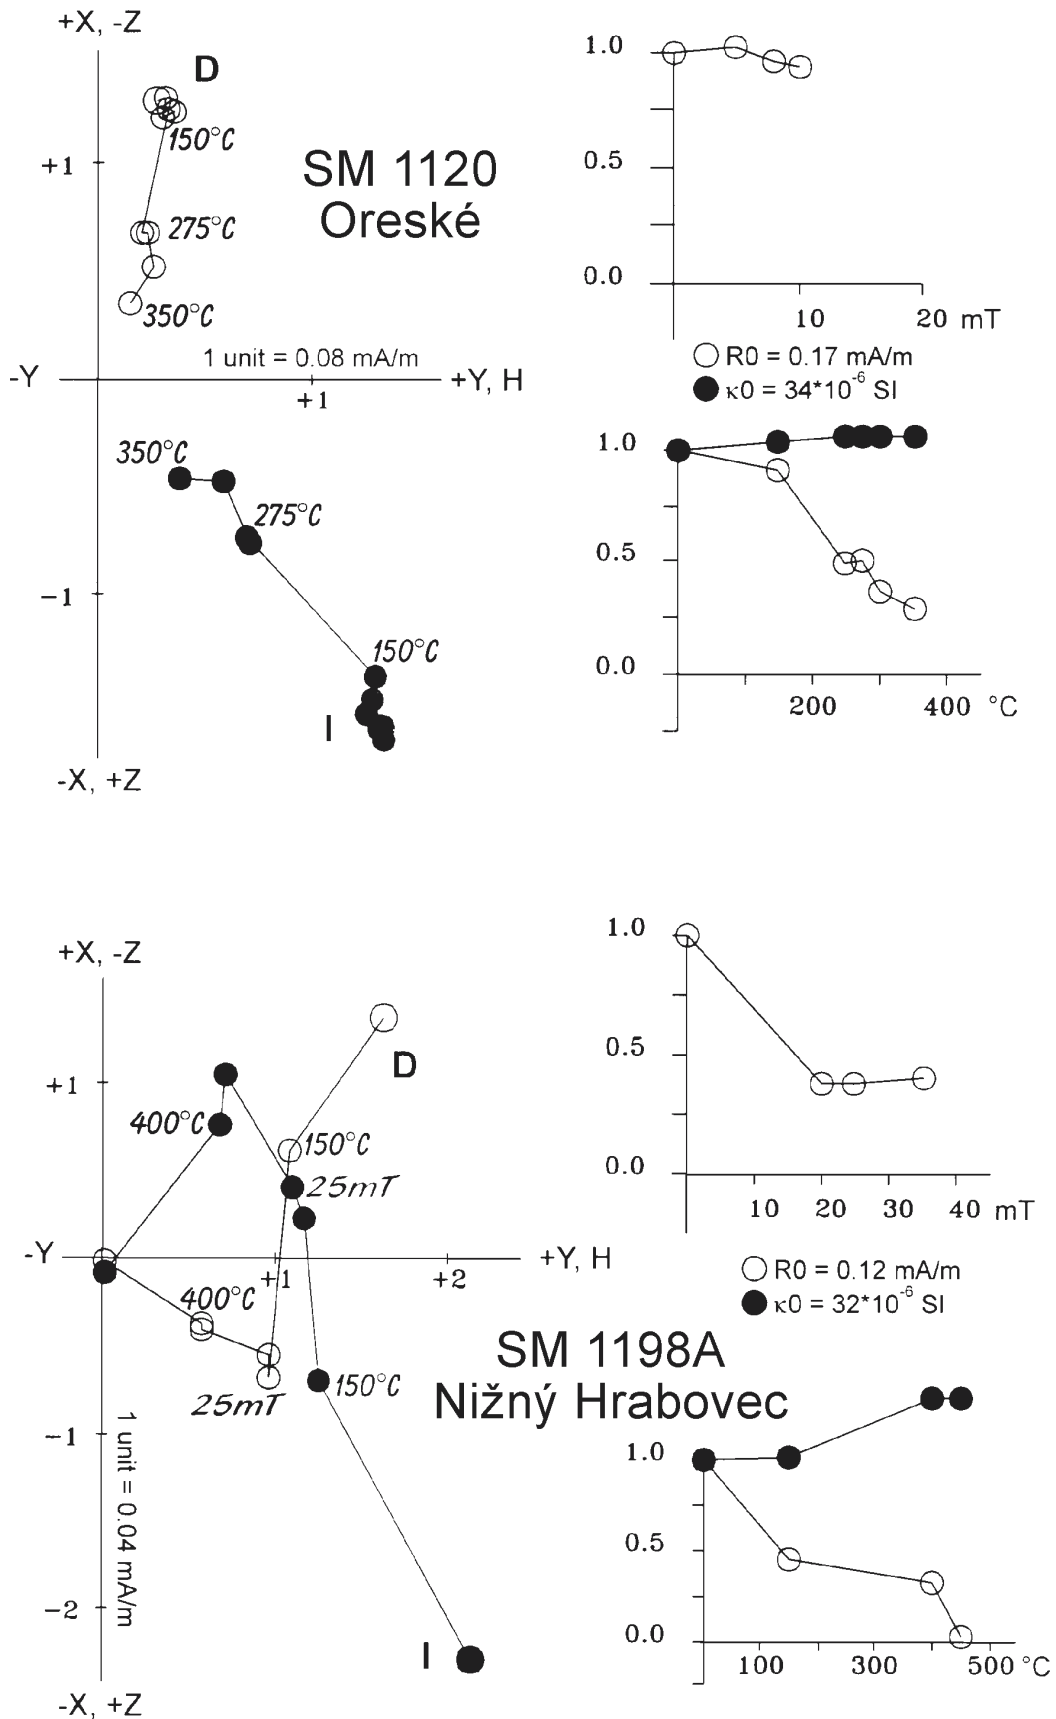 +X, -Z
D
150°C
+1
275°C
350°C
1 unit = 0.08 mA/m
-Y
+Y, H
+1
350°C
275°C
−1
150°C
I
-X, +Z
SM 1120
Oreské
1.0
0.5
0.0
10
20 mT
R0 = 0.17 mA/m
κ0 = 34*10⁻⁶ SI
1.0
0.5
0.0
200
400 °C
+X, -Z
D
+1
400°C
150°C
25mT
-Y
+Y, H
+1
+2
400°C
25mT
150°C
−1
1 unit = 0.04 mA/m
−2
I
-X, +Z
1.0
0.5
0.0
10
20
30
40 mT
R0 = 0.12 mA/m
κ0 = 32*10⁻⁶ SI
SM 1198A
Nižný Hrabovec
1.0
0.5
0.0
100
300
500 °C